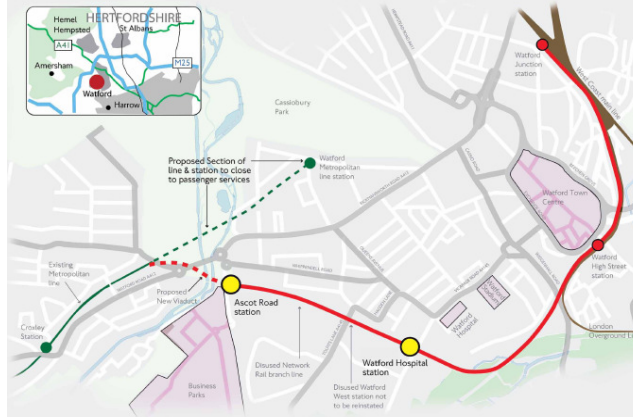 HERTFORDSHIRE
Hemel
Hempsted
St Albans
A41
M25
Amersham
Watford
Harrow
Cassiobury
Park
Watford
Junction
station
West Coast main line
Proposed Section of
line & station to close
to passenger services
Watford
Metropolitan
line station
Watford Town
Centre
Existing
Metropolitan
line
Watford
High Street
station
Proposed
New Viaduct
Ascot Road
station
Croxley
Station
Watford
Stadium
Watford
Hospital
London
Overground
Watford Hospital
station
Disused Network
Rail branch line
Business
Parks
Disused Watford
West station not
to be reinstated